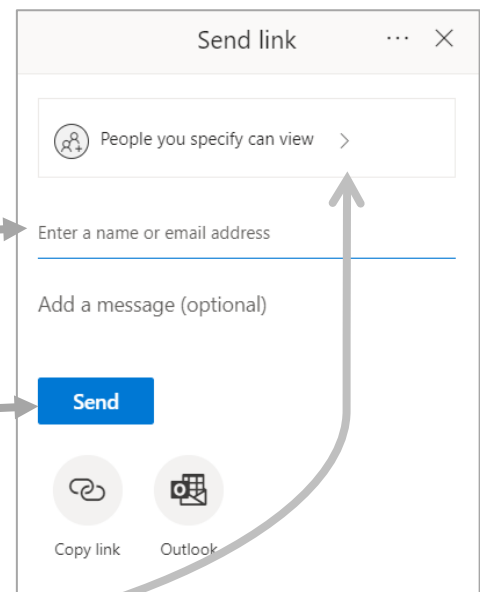 Send link
People you specify can view
Enter a name or email address
Add a message (optional)
Send
Copy link Outlook